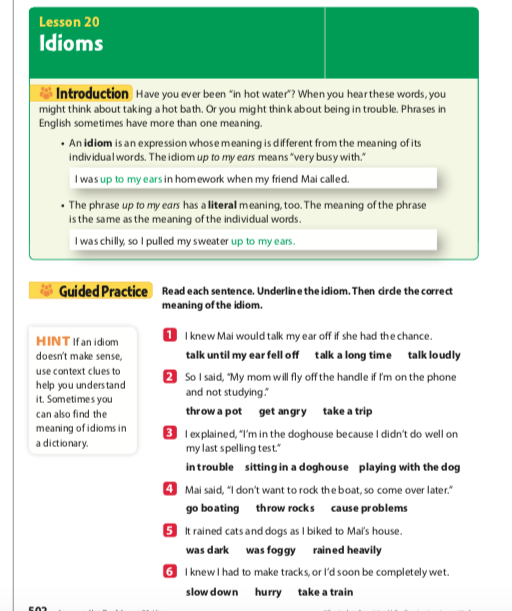 Lesson 20
Idioms
Introduction Have you ever been "in hot water"? When you hear these words, you
might think about taking a hot bath. Or you might think about being in trouble. Phrases in
English sometimes have more than one meaning.
• An idiom is an expression whose meaning is different from the meaning of its
individual words. The idiom up to my ears means "very busy with."
I was up to my ears in homework when my friend Mai called.
• The phrase up to my ears has a literal meaning, too. The meaning of the phrase
is the same as the meaning of the individual words.
I was chilly, so I pulled my sweater up to my ears.
Guided Practice Read each sentence. Underline the idiom. Then circle the correct
meaning of the idiom.
HINT If an idiom
doesn't make sense,
use context clues to
help you understand
it. Sometimes you
can also find the
meaning of idioms in
a dictionary.
1 I knew Mai would talk my ear off if she had the chance.
talk until my ear fell off talk a long time talk loudly
2 So I said, "My mom will fly off the handle if I'm on the phone
and not studying."
throw a pot get angry take a trip
3 I explained, "I'm in the doghouse because I didn't do well on
my last spelling test."
in trouble sitting in a doghouse playing with the dog
4 Mai said, "I don't want to rock the boat, so come over later."
go boating throw rocks cause problems
5 It rained cats and dogs as I biked to Mai's house.
was dark was foggy rained heavily
6 I knew I had to make tracks, or I'd soon be completely wet.
slow down hurry take a train